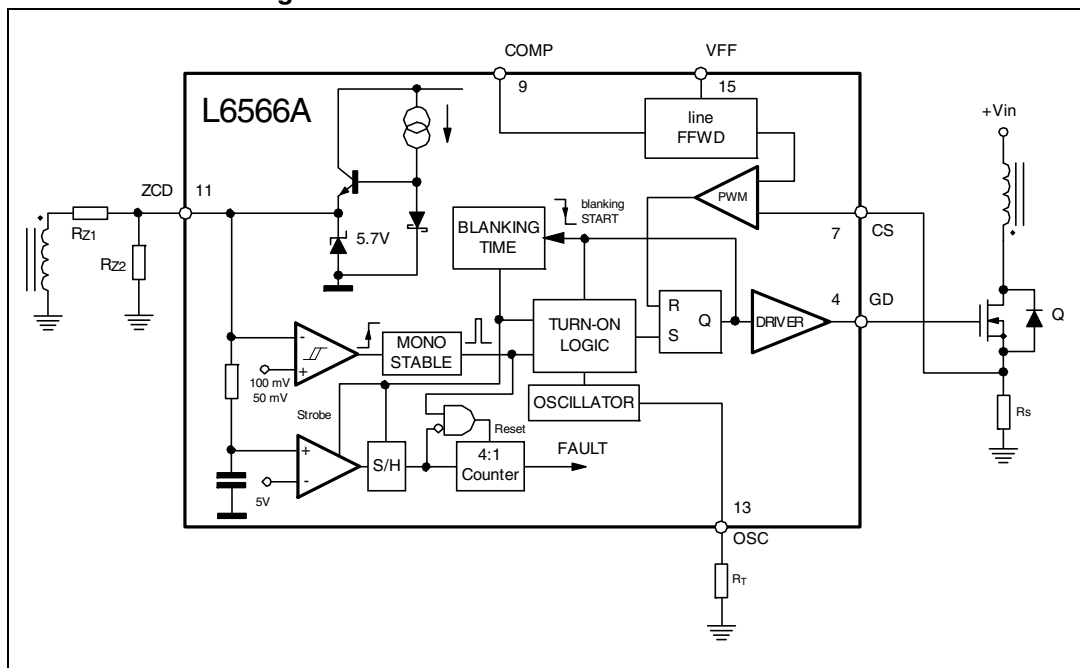 g
COMP
VFF
9
15
L6566A
line
FFWD
+Vin
ZCD
11
PWM
blanking
START
RZ1
BLANKING
TIME
5.7V
7
CS
RZ2
R
S
Q
4
GD
DRIVER
Q
TURN-ON
LOGIC
-
+
MONO
STABLE
100 mV
50 mV
OSCILLATOR
Rs
Strobe
Reset
+
-
S/H
4:1
Counter
FAULT
5V
13
OSC
RT